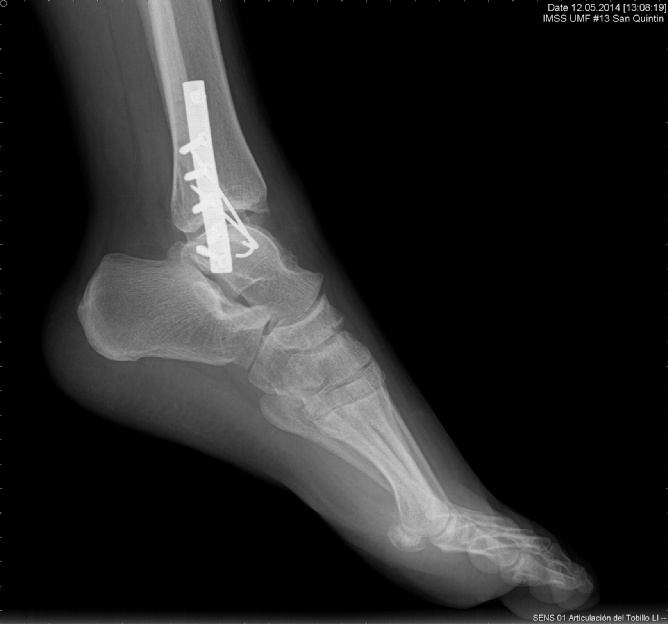 Date 12.05.2014 [13:08:19]
IMSS UMF #13 San Quintin
SENS 01 Articulación del Tobillo LI --